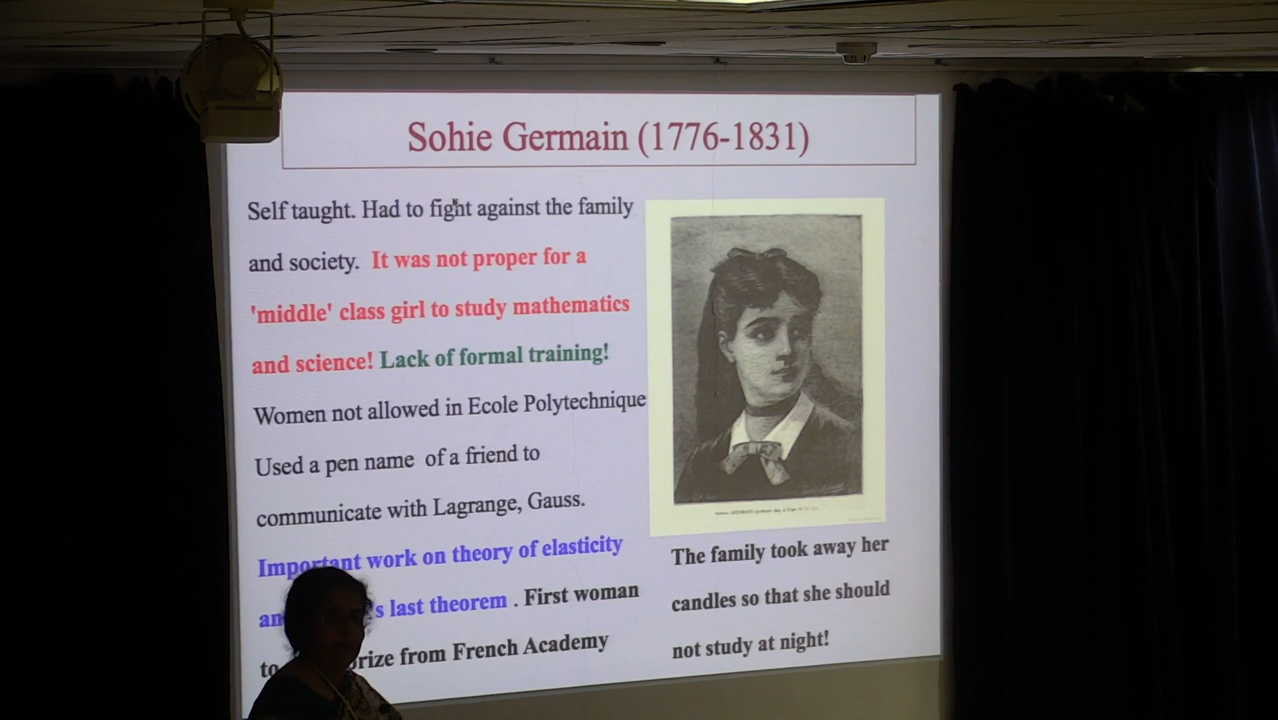 Sohie Germain (1776-1831)
Self taught. Had to fight against the family
and society. It was not proper for a
'middle' class girl to study mathematics
and science! Lack of formal training!
Women not allowed in Ecole Polytechnique
Used a pen name of a friend to
communicate with Lagrange, Gauss.
Important work on theory of elasticity
s last theorem . First woman
to rize from French Academy
The family took away her
candles so that she should
not study at night!